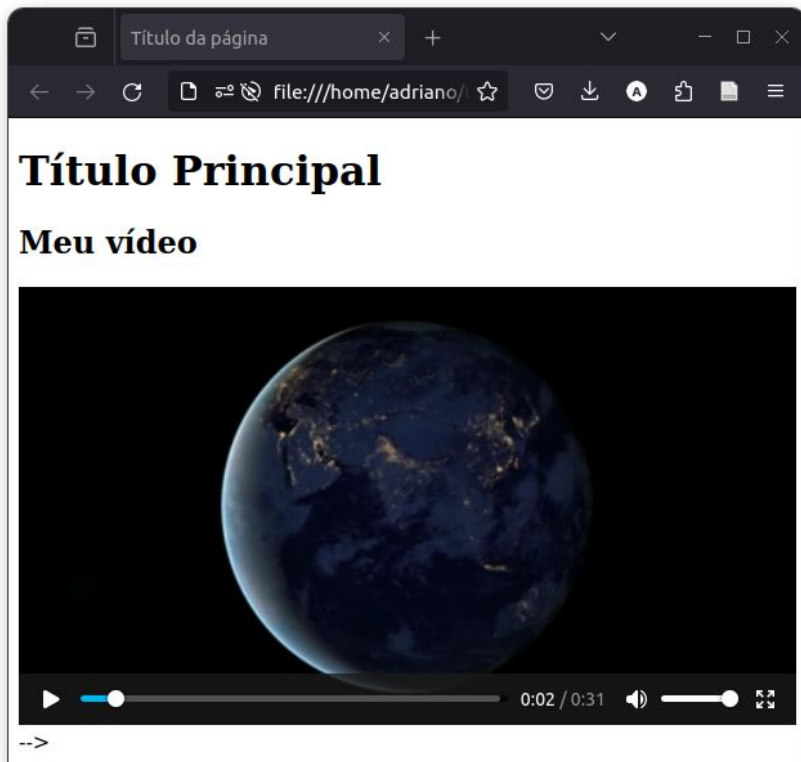 Título da página
file:///home/adriano/
A
Título Principal
Meu vídeo
0:02 / 0:31
-->